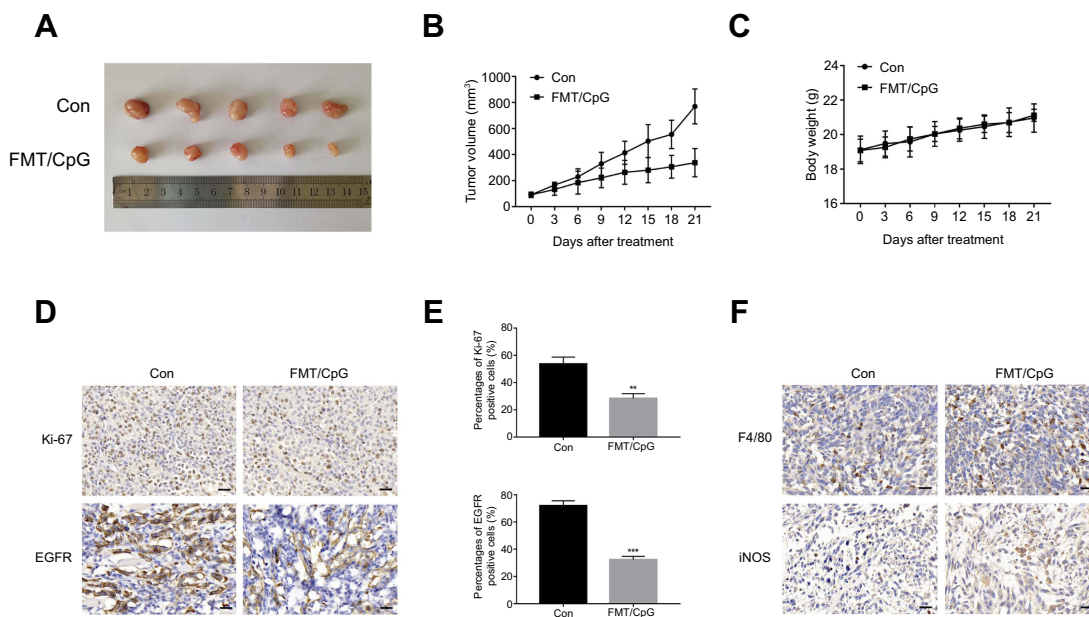 A
Con
FMT/CpG
cm 1 2 3 4 5 6 7 8 9 10 11 12 13 14 15
B
Con
FMT/CpG
Tumor volume (mm³)
1000
800
600
400
200
0
0 3 6 9 12 15 18 21
Days after treatment
C
Con
FMT/CpG
Body weight (g)
24
22
20
18
16
0 3 6 9 12 15 18 21
Days after treatment
D
Con FMT/CpG
Ki-67
EGFR
E
Percentages of Ki-67
positive cells (%)
80
60
40
20
0
**
Con FMT/CpG
Percentages of EGFR
positive cells (%)
80
60
40
20
0
***
Con FMT/CpG
F
Con FMT/CpG
F4/80
iNOS